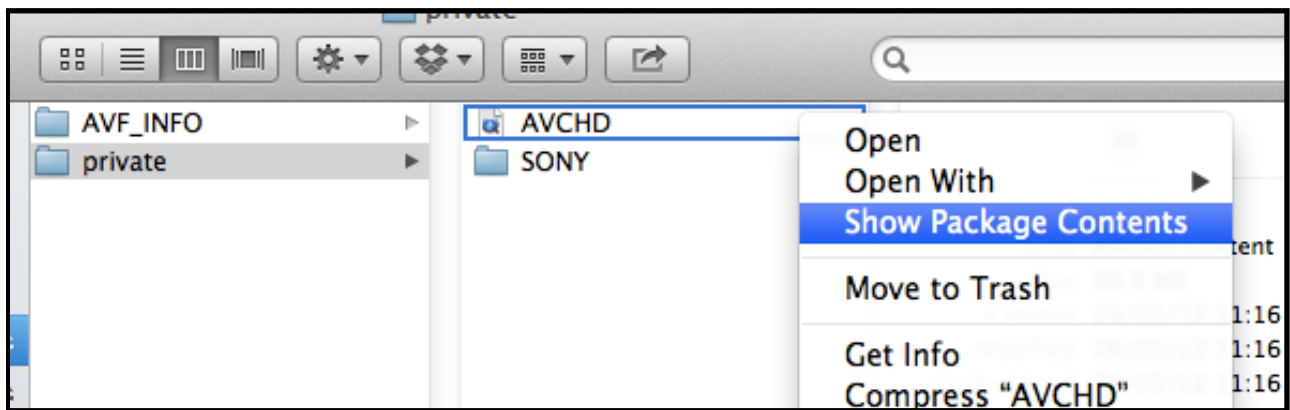 private
AVF_INFO
private
AVCHD
SONY
Open
Open With
Show Package Contents
Move to Trash
Get Info
Compress “AVCHD”
tent
1:16
1:16
1:16